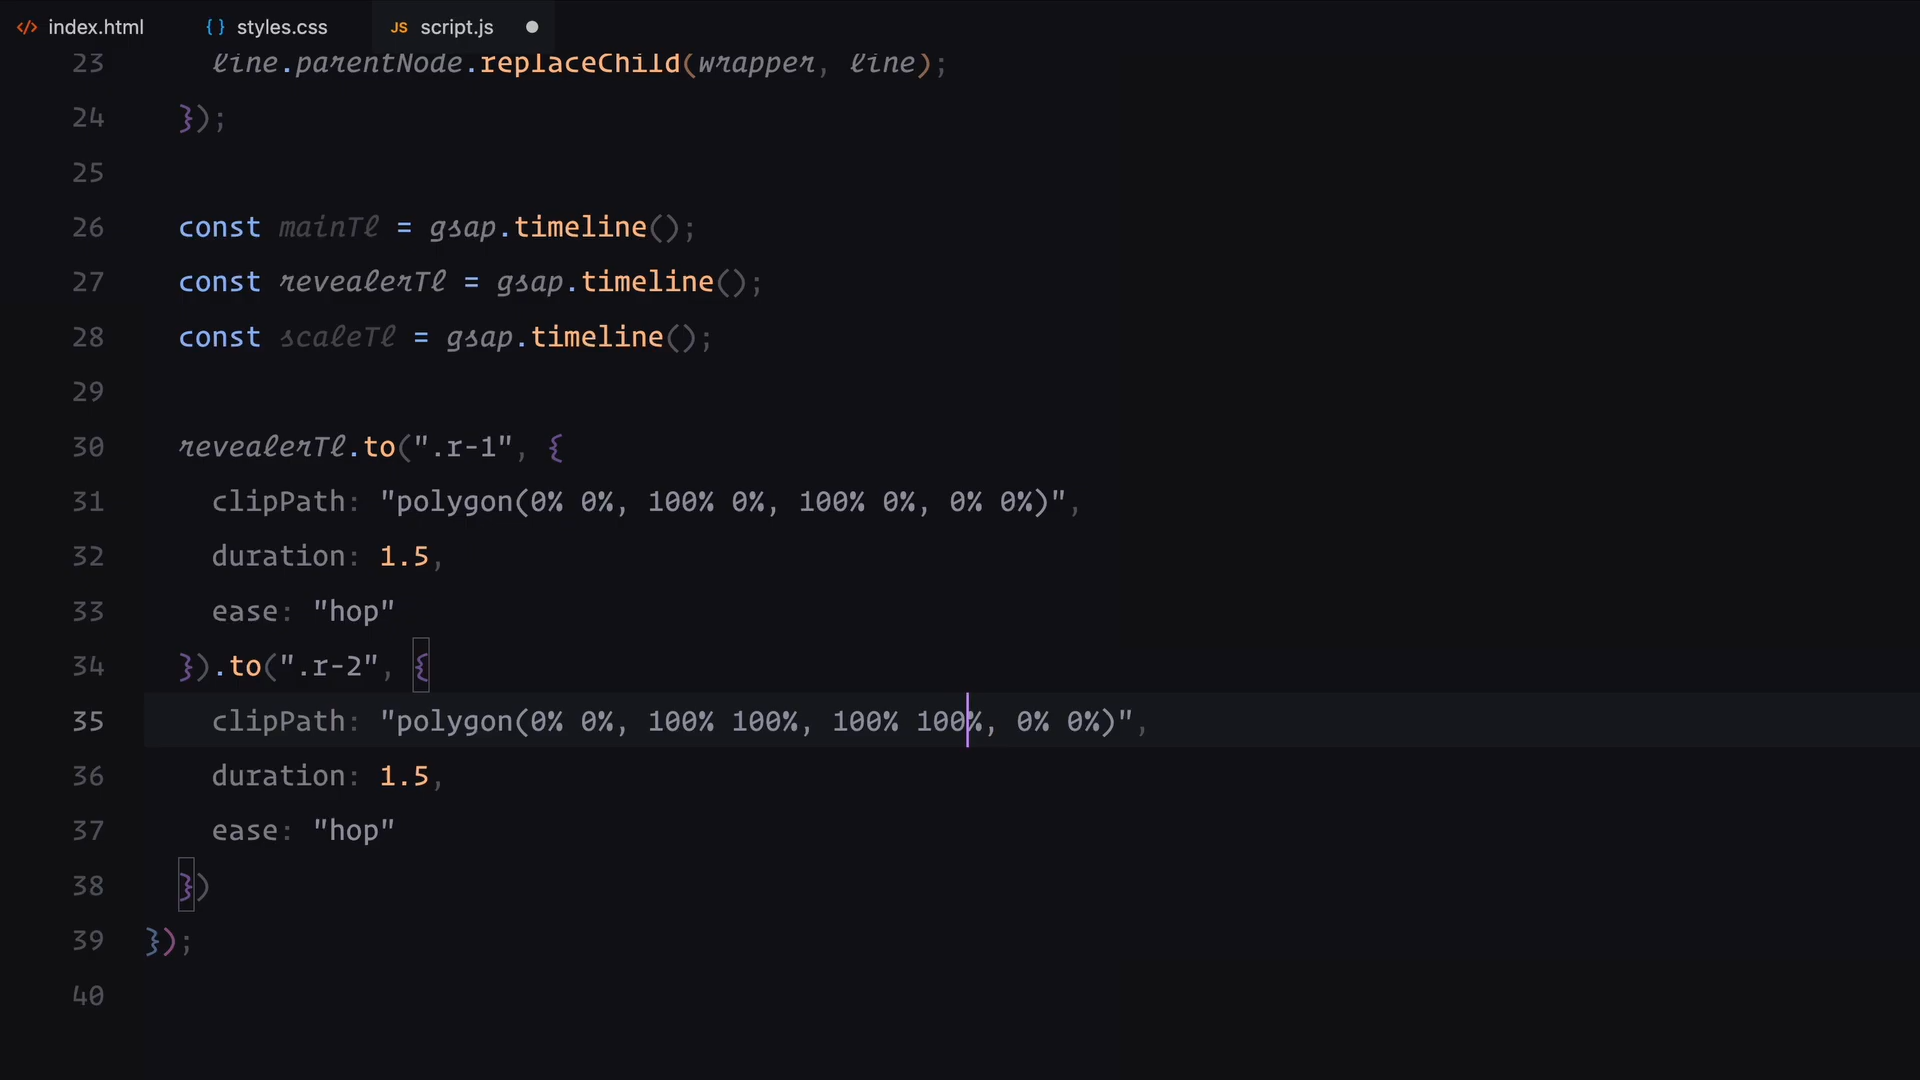 index.html
styles.css
JS script.js
23 line.parentNode.replaceChild(wrapper, line);
24 });
25
26 const mainTl = gsap.timeline();
27 const revealerTl = gsap.timeline();
28 const scaleTl = gsap.timeline();
29
30 revealerTl.to(".r-1", {
31 clipPath: "polygon(0% 0%, 100% 0%, 100% 0%, 0% 0%)",
32 duration: 1.5,
33 ease: "hop"
34 }).to(".r-2", {
35 clipPath: "polygon(0% 0%, 100% 100%, 100% 100%, 0% 0%)",
36 duration: 1.5,
37 ease: "hop"
38 })
39 });
40